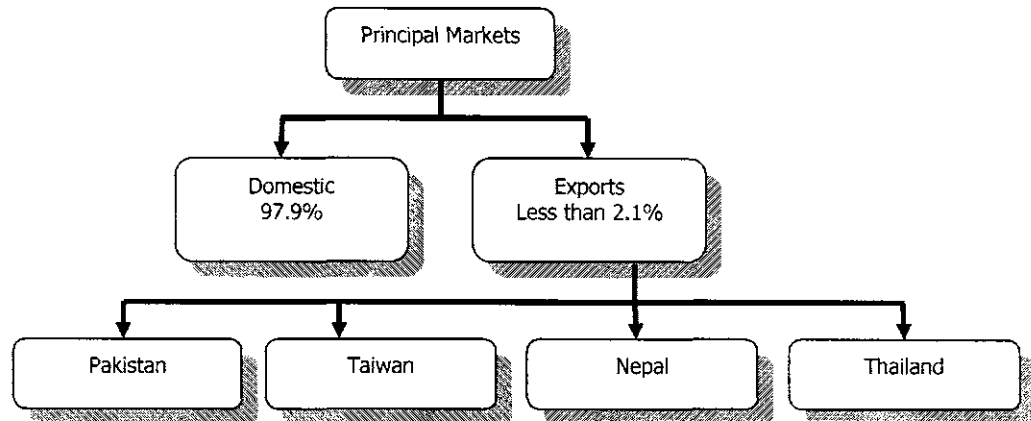 Principal Markets
Domestic
97.9%
Exports
Less than 2.1%
Pakistan
Taiwan
Nepal
Thailand